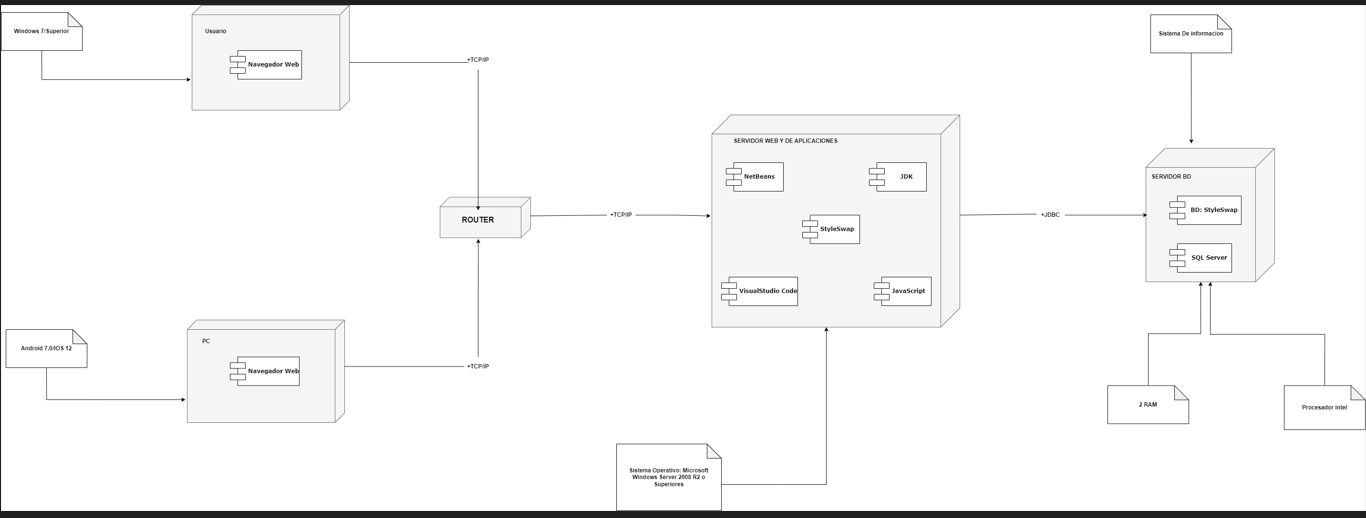 Windows 7/Superior
Usuario
Navegador Web
+TCP/IP
Sistema De informacion
SERVIDOR WEB Y DE APLICACIONES
NetBeans
JDK
StyleSwap
VisualStudio Code
JavaScript
ROUTER
+TCP/IP
+JDBC
SERVIDOR BD
BD: StyleSwap
SQL Server
Android 7.0/IOS 12
PC
Navegador Web
+TCP/IP
2 RAM
Procesador Intel
Sistema Operativo: Microsoft
Windows Server 2008 R2 o
Superiores